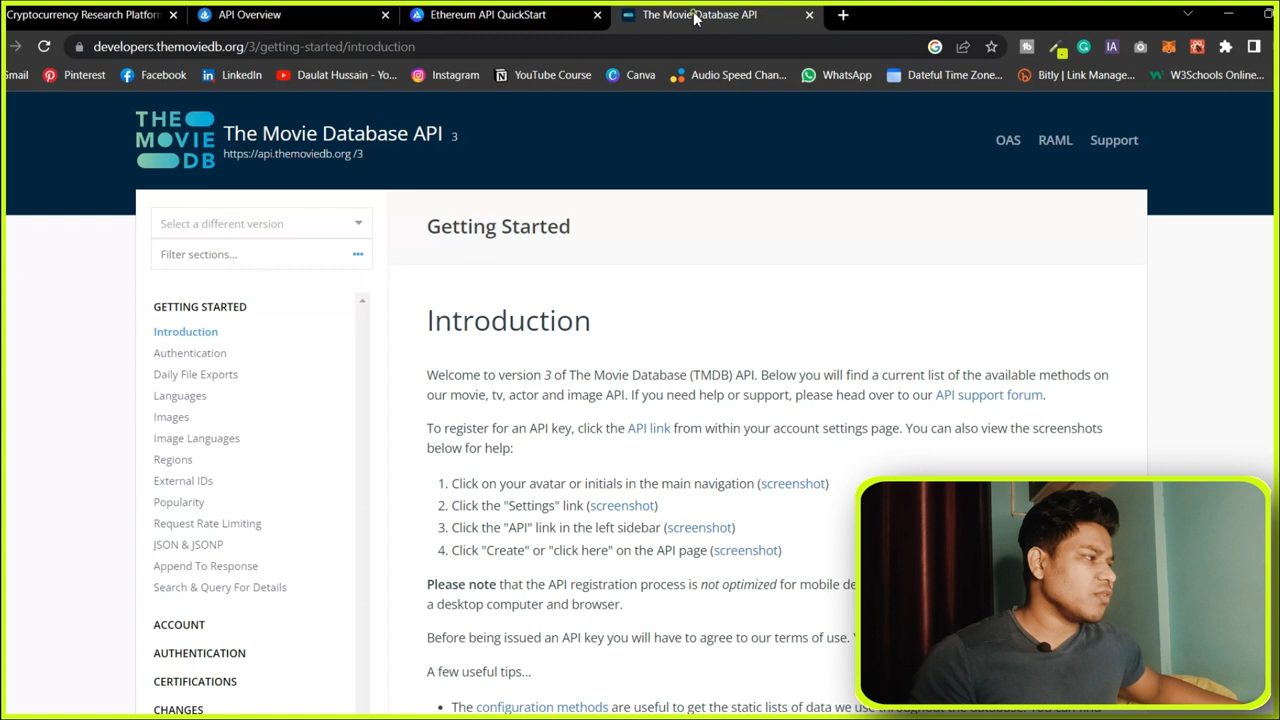 Cryptocurrency Research Platform
API Overview
Ethereum API QuickStart
The Movie Database API
developers.themoviedb.org/3/getting-started/introduction
Gmail
Pinterest
Facebook
LinkedIn
Daulat Hussain - Yo...
Instagram
YouTube Course
Canva
Audio Speed Chan...
WhatsApp
Dateful Time Zone...
Bitly | Link Manage...
W3Schools Online...
THE
MOVIE
DB
The Movie Database API 3
https://api.themoviedb.org /3
OAS
RAML
Support
Select a different version
Filter sections...
GETTING STARTED
Introduction
Authentication
Daily File Exports
Languages
Images
Image Languages
Regions
External IDs
Popularity
Request Rate Limiting
JSON & JSONP
Append To Response
Search & Query For Details
ACCOUNT
AUTHENTICATION
CERTIFICATIONS
CHANGES
Getting Started
Introduction
Welcome to version 3 of The Movie Database (TMDB) API. Below you will find a current list of the available methods on
our movie, tv, actor and image API. If you need help or support, please head over to our API support forum.
To register for an API key, click the API link from within your account settings page. You can also view the screenshots
below for help:
1. Click on your avatar or initials in the main navigation (screenshot)
2. Click the "Settings" link (screenshot)
3. Click the "API" link in the left sidebar (screenshot)
4. Click "Create" or "click here" on the API page (screenshot)
Please note that the API registration process is not optimized for mobile
a desktop computer and browser.
Before being issued an API key you will have to agree to our terms of use.
A few useful tips...
The configuration methods are useful to get the static lists of data we use throughout the database. You can find